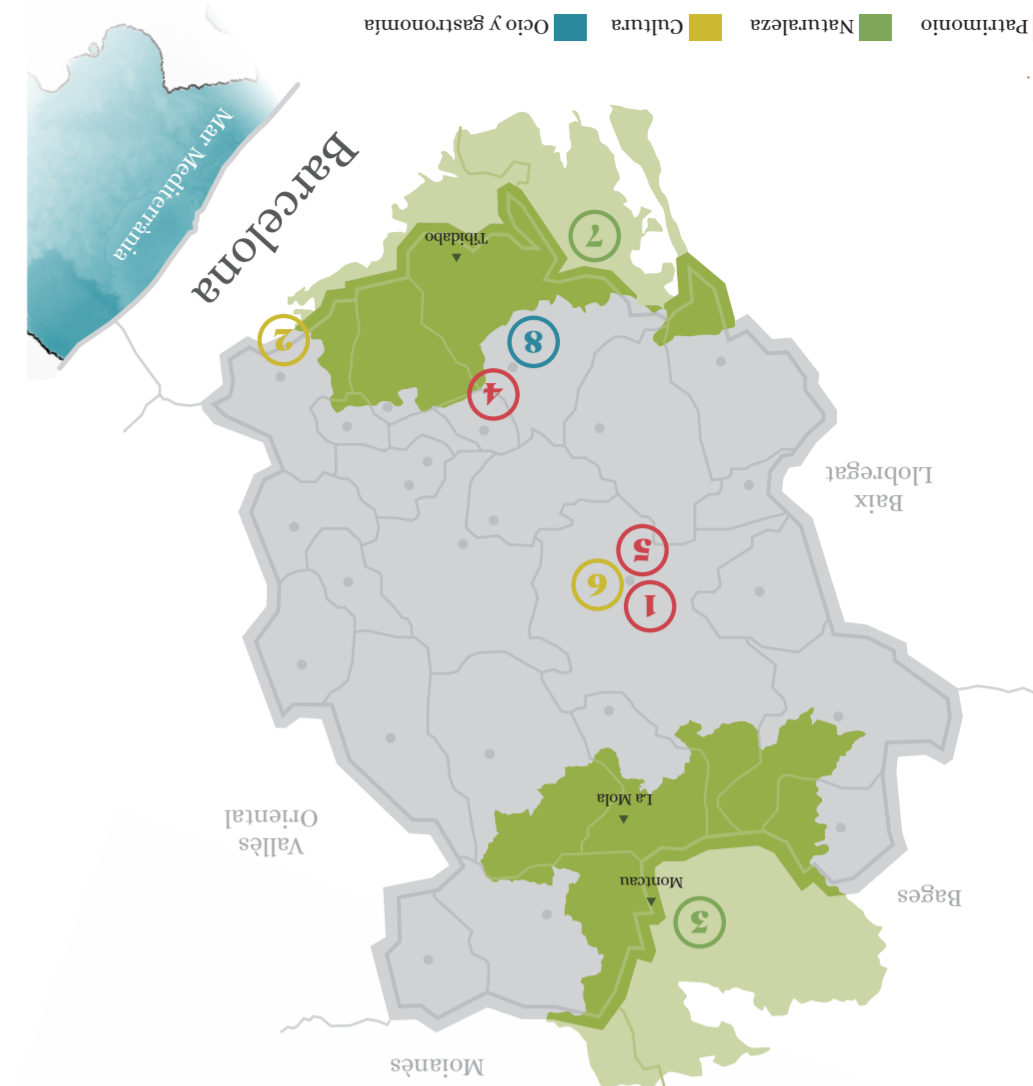 Moianès
3
Bages
Montcau
Vallès
Oriental
La Mola
1
6
5
Baix
Llobregat
4
8
2
Tibidabo
7
Barcelona
Mar Mediterrània
Patrimonio Naturaleza Cultura Ocio y gastronomía